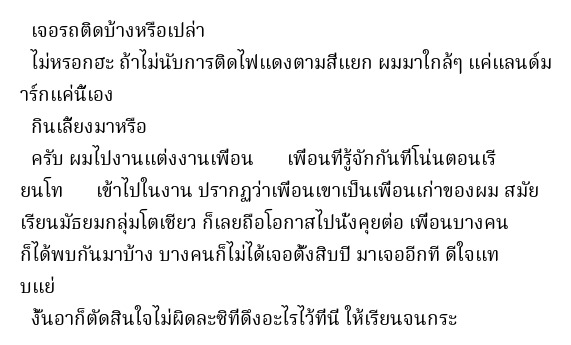 เจอรถติดบ้างหรือเปล่า
ไม่หรอกฮะ ถ้าไม่นับการติดไฟแดงตามสี่แยก ผมมาใกล้ๆ แค่แลนด์ม
าร์กแค่นี้เอง
กินเลี้ยงมาหรือ
ครับ ผมไปงานแต่งงานเพื่อน เพื่อนที่รู้จักกันที่โน่นตอนเรี
ยนโท เข้าไปในงาน ปรากฏว่าเพื่อนเขาเป็นเพื่อนเก่าของผม สมัย
เรียนมัธยมกลุ่มโตเชียว ก็เลยถือโอกาสไปนั่งคุยต่อ เพื่อนบางคน
ก็ได้พบกันมาบ้าง บางคนก็ไม่ได้เจอตั้งสิบปี มาเจออีกที ดีใจแท
บแย่
งั้นอาก็ตัดสินใจไม่ผิดละซิที่ดึงอะไรไว้ที่นี่ ให้เรียนจนกระ